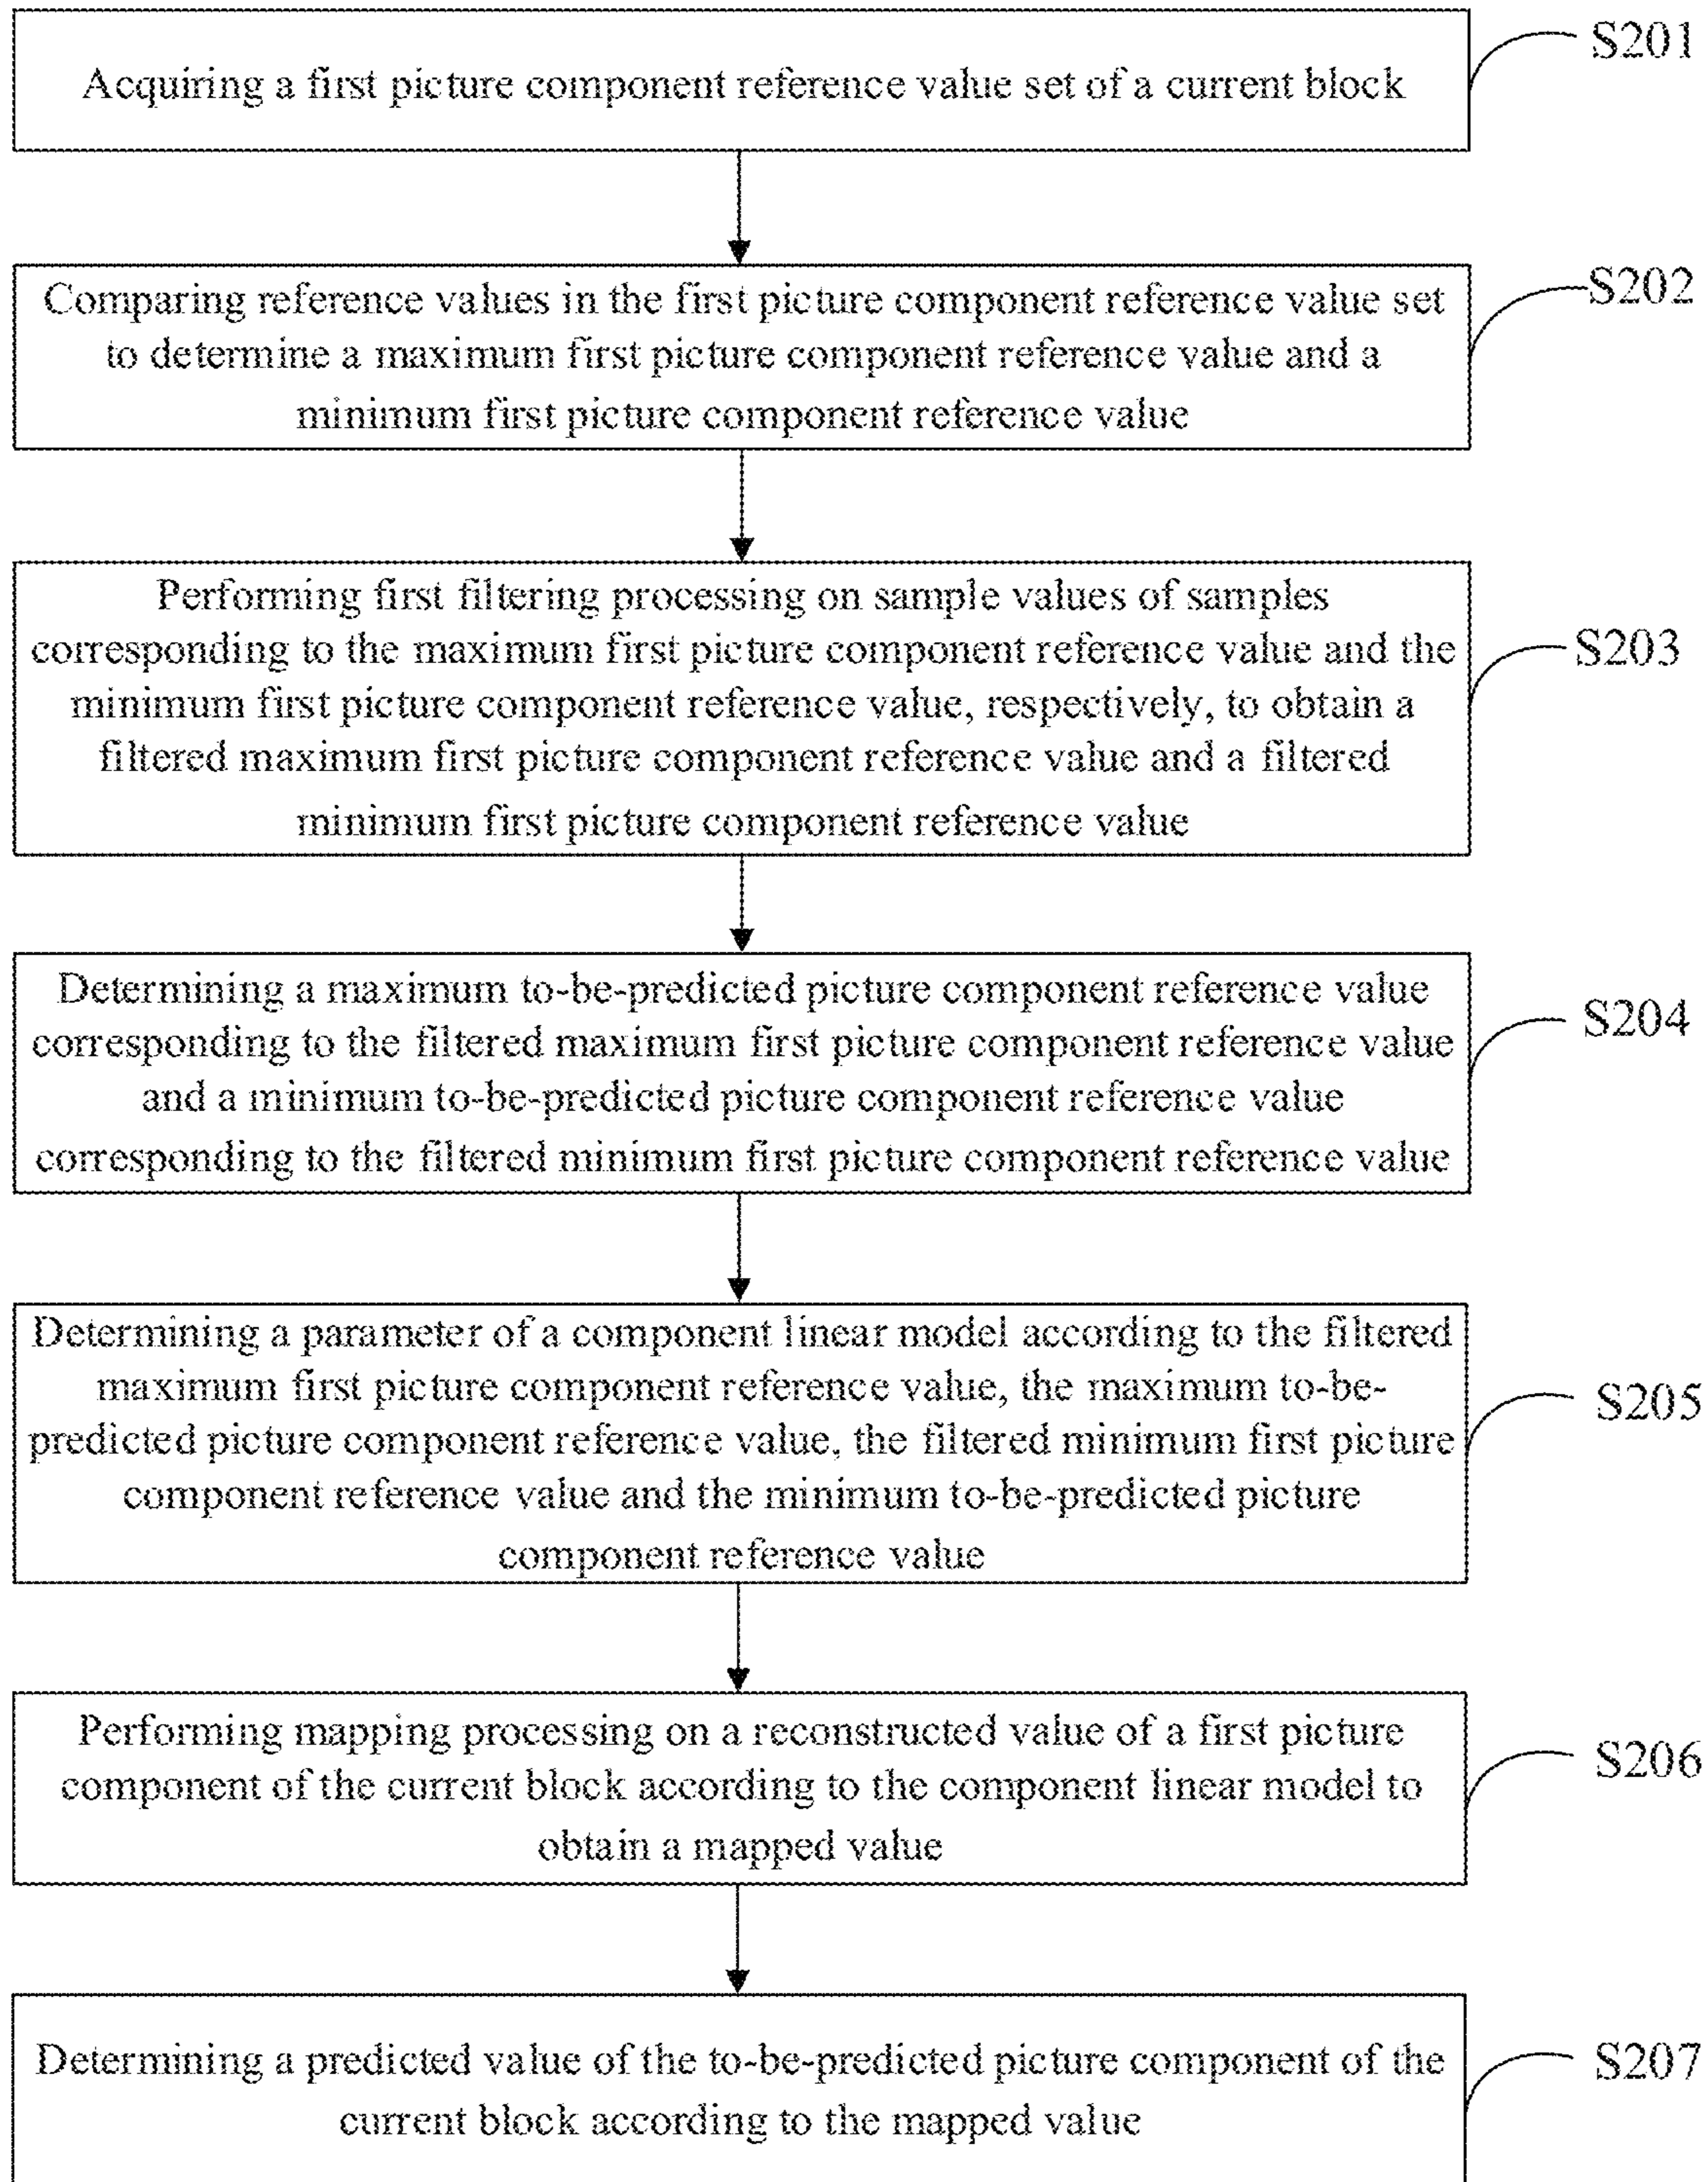 S201
Acquiring a first picture component reference value set of a current block
S202
Comparing reference values in the first picture component reference value set
to determine a maximum first picture component reference value and a
minimum first picture component reference value
Performing first filtering processing on sample values of samples
S203
corresponding to the maximum first picture component reference value and the
minimum first picture component reference value, respectively, to obtain a
filtered maximum first picture component reference value and a filtered
minimum first picture component reference value
Determining a maximum to-be-predicted picture component reference value
S204
corresponding to the filtered maximum first picture component reference value
and a minimum to-be-predicted picture component reference value
corresponding to the filtered minimum first picture component reference value
Determining a parameter of a component linear model according to the filtered
maximum first picture component reference value, the maximum to-be-
S205
predicted picture component reference value, the filtered minimum first picture
component reference value and the minimum to-be-predicted picture
component reference value
Performing mapping processing on a reconstructed value of a first picture
S206
component of the current block according to the component linear model to
obtain a mapped value
Determining a predicted value of the to-be-predicted picture component of the
S207
current block according to the mapped value